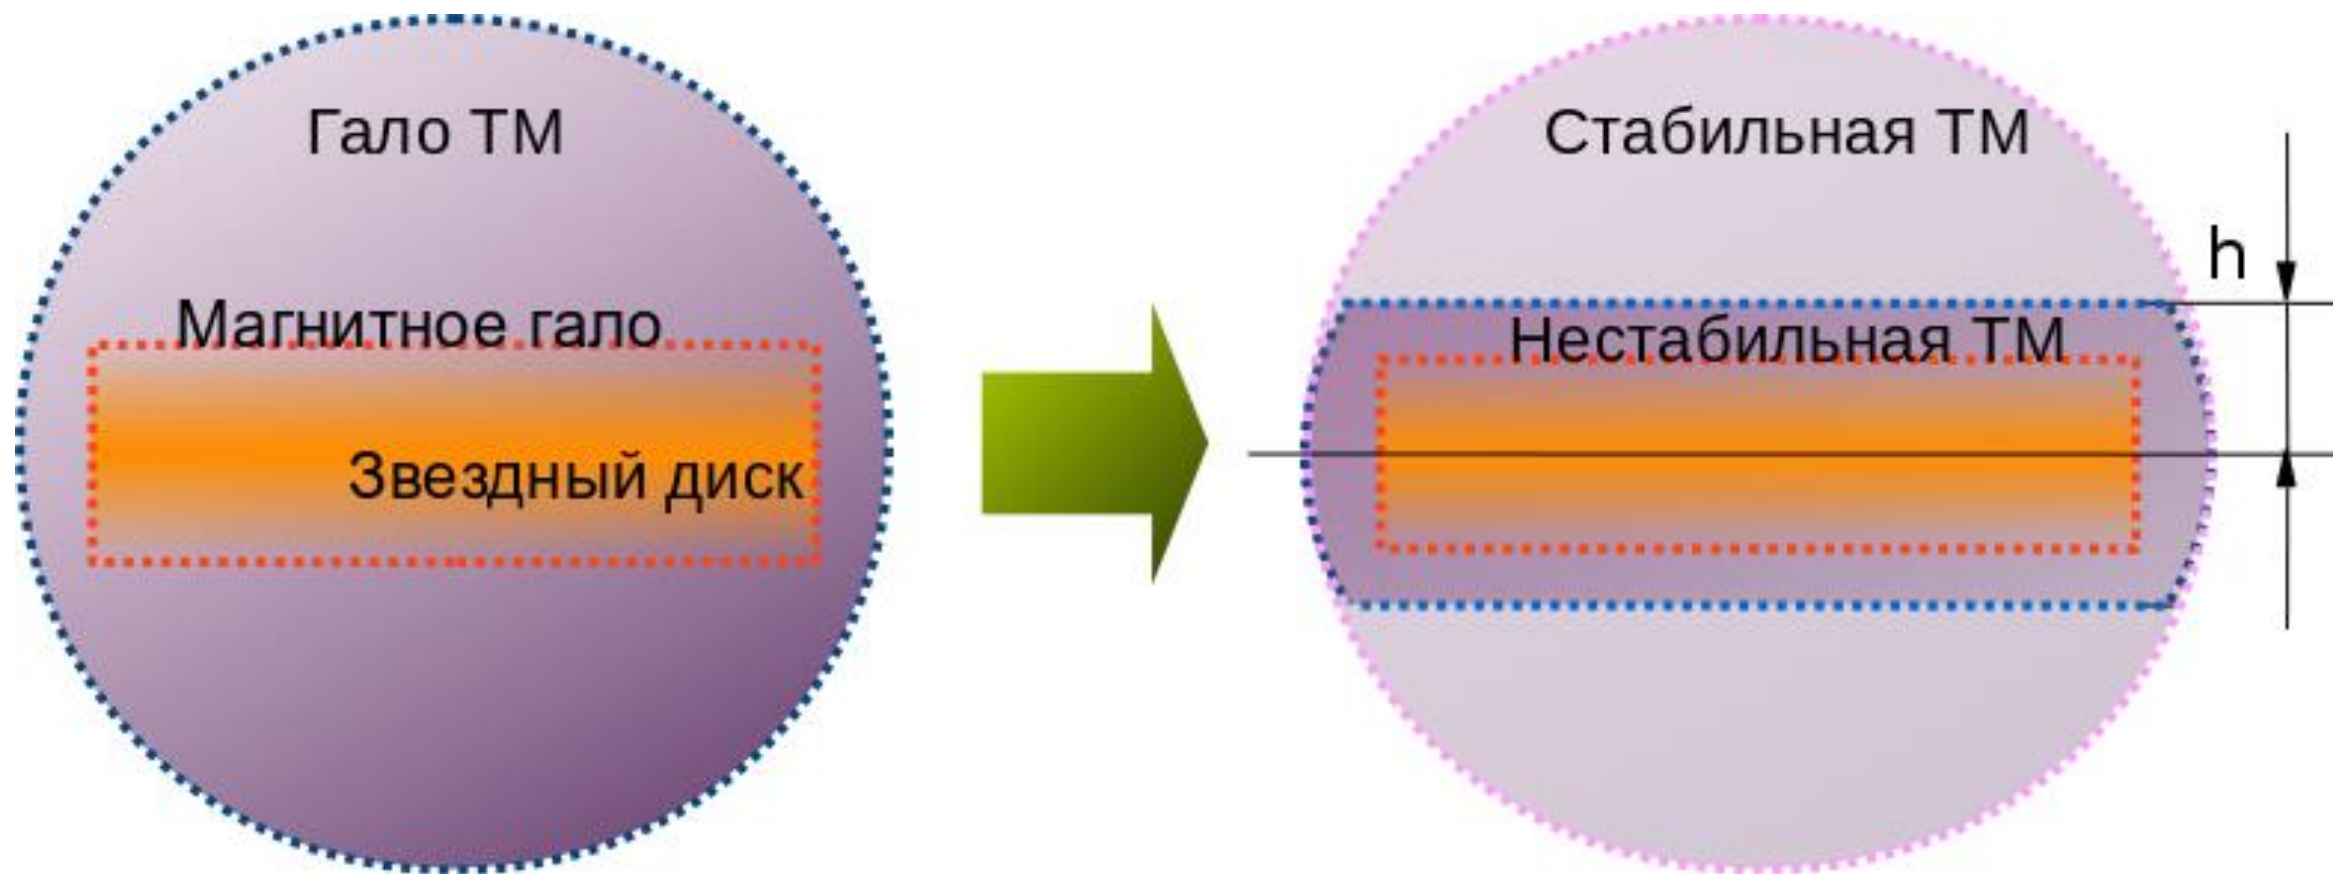 Гало ТМ
Магнитное гало
Звездный диск
Стабильная ТМ
h
Нестабильная ТМ